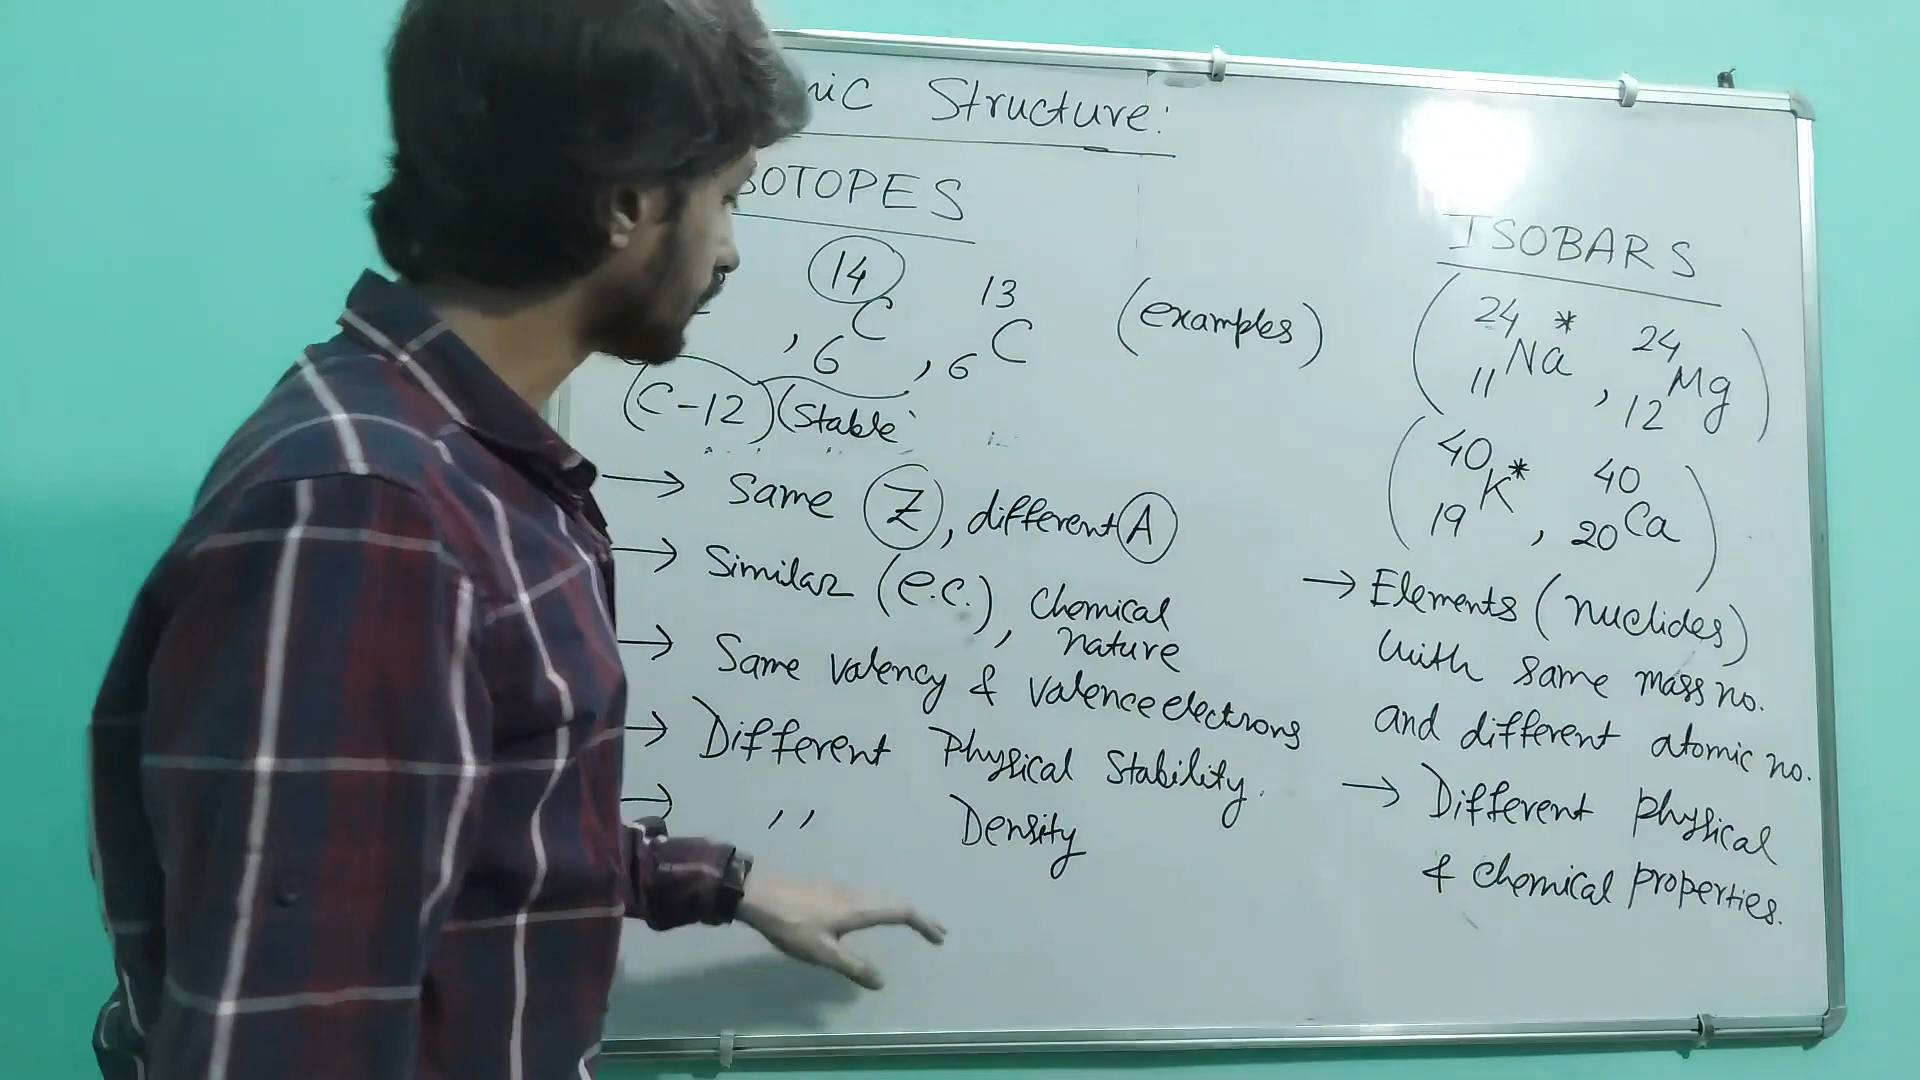 Structure:
ISOBARS
14 C 6 , 13 C 6 (examples)
(C-12) (Stable
→ Same Z, different A
→ Similar (e.c.), Chemical nature
→ Same valency & valence electrons
→ Different Physical Stability.
→ ,, Density
24 Na* 11 , 24 Mg 12
40 K* 19 , 40 Ca 20
→ Elements (nuclides)
with same mass no.
and different atomic no.
→ Different physical
& chemical properties.